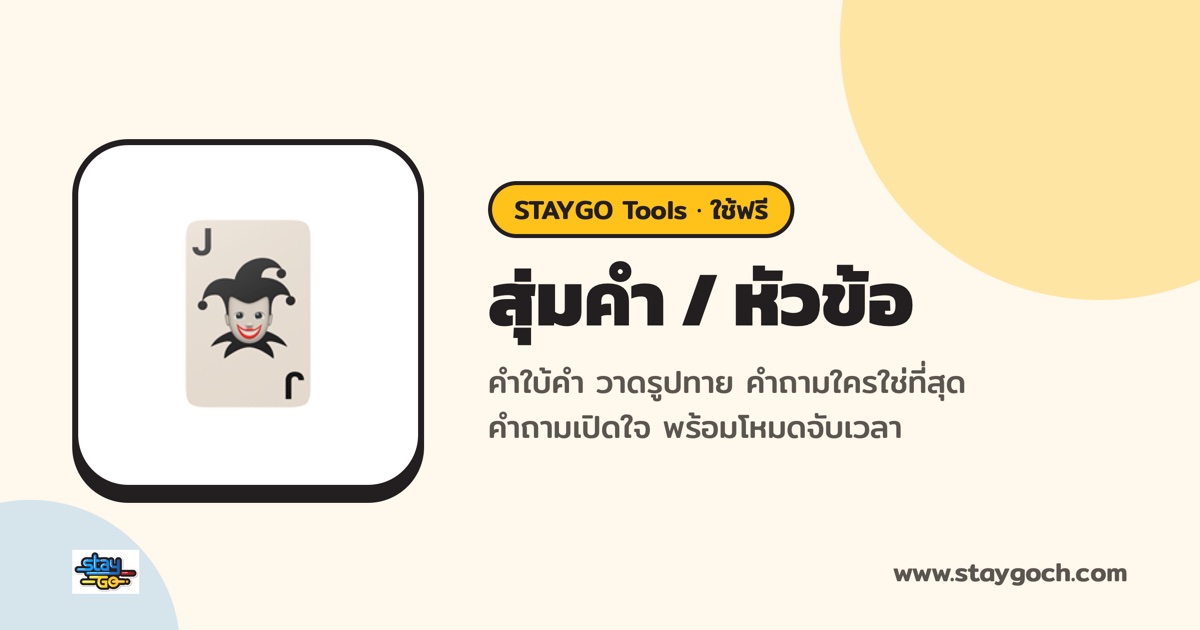 J
J
STAYGO Tools · ใช้ฟรี
สุ่มคำ / หัวข้อ
คำใบ้คำ วาดรูปทาย คำถามใครใช่ที่สุด
คำถามเปิดใจ พร้อมโหมดจับเวลา
stay
GO
www.staygoch.com